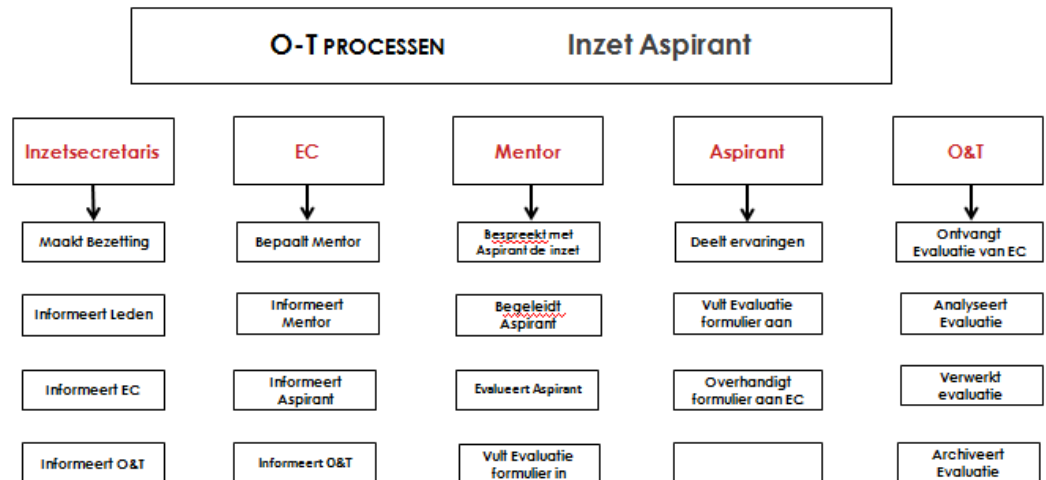 O-T PROCESSEN Inzet Aspirant
Inzetsecretaris EC Mentor Aspirant O&T
Maakt Bezetting
Bepaalt Mentor
Bespreekt met
Aspirant de inzet
Deelt ervaringen
Ontvangt
Evaluatie van EC
Informeert Leden
Informeert
Mentor
Begeleidt
Aspirant
Vult Evaluatie
formulier aan
Analyseert
Evaluatie
Informeert EC
Informeert
Aspirant
Evalueert Aspirant
Overhandigt
formulier aan EC
Verwerkt
evaluatie
Informeert O&T
Informeert O&T
Vult Evaluatie
formulier in
Archiveert
Evaluatie